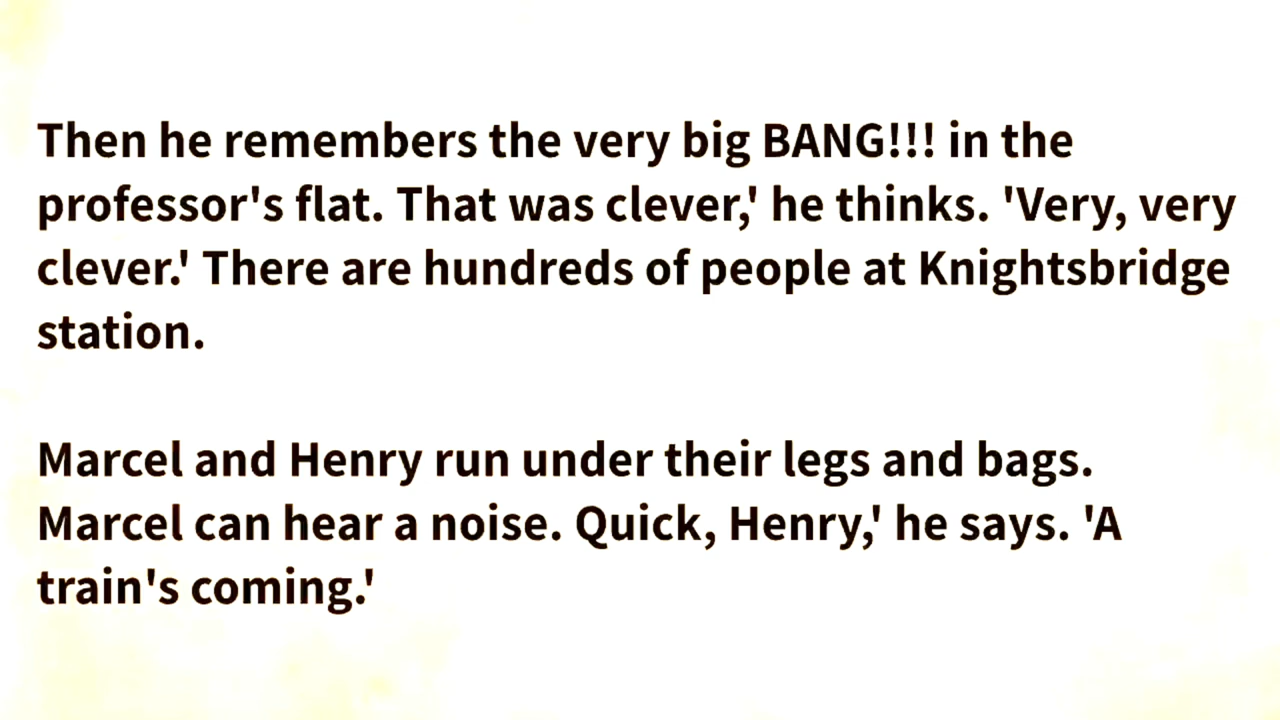 Then he remembers the very big BANG!!! in the
professor's flat. That was clever,' he thinks. 'Very, very
clever.' There are hundreds of people at Knightsbridge
station.
Marcel and Henry run under their legs and bags.
Marcel can hear a noise. Quick, Henry,' he says. 'A
train's coming.'